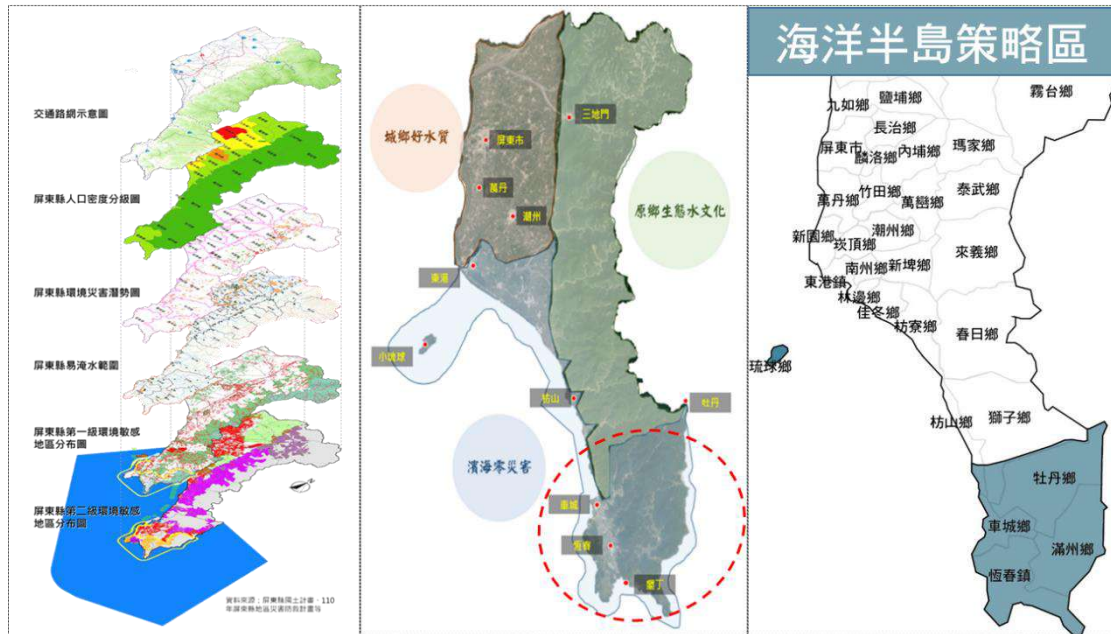 交通路網示意圖
屏東縣人口密度分級圖
屏東縣環境災害潛勢圖
屏東縣易淹水範圍
屏東縣第一級環境敏感
地區分布圖
屏東縣第二級環境敏感
地區分布圖
資料來源：屏東縣國土計畫、110
年屏東縣地區災害防救計畫等
城鄉好水質
三地門
屏東市
萬丹
潮州
原鄉生態水文化
東港
小琉球
枋山
牡丹
濱海零災害
車城
恆春
墾丁
海洋半島策略區
霧台鄉
九如鄉
鹽埔鄉
長治鄉
屏東市
麟洛鄉
內埔鄉
瑪家鄉
竹田鄉
泰武鄉
萬丹鄉
萬巒鄉
潮州鄉
新園鄉
崁頂鄉
來義鄉
南州鄉
新埤鄉
東港鎮
林邊鄉
佳冬鄉
枋寮鄉
春日鄉
琉球鄉
枋山鄉
獅子鄉
牡丹鄉
車城鄉
滿州鄉
恆春鎮